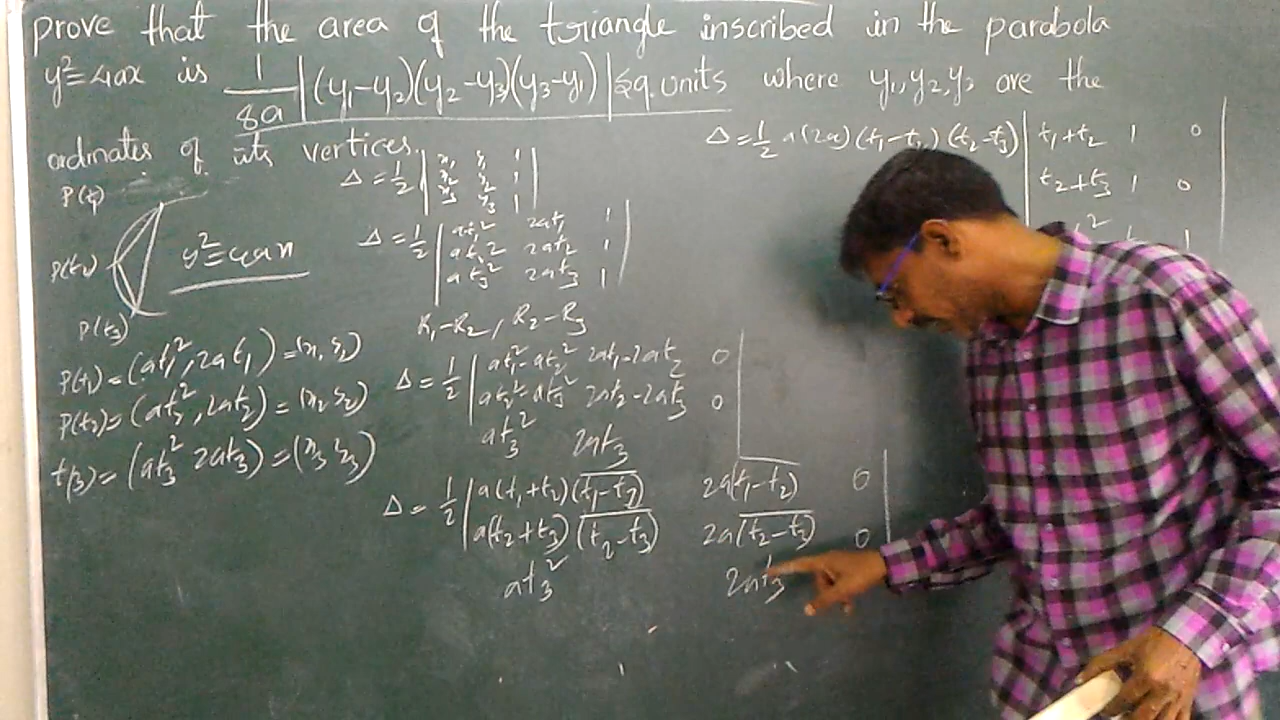 prove that the area of the triangle inscribed in the parabola
y² = 4ax is 1/8a |(y₁-y₂)(y₂-y₃)(y₃-y₁)| sq.units where y₁,y₂,y₃ are the
ordinates of its vertices.
P(t₁)
P(t₂)
P(t₃)
y²=4ax
P(t₁) = (at₁², 2at₁) = (x₁ y₁)
P(t₂) = (at₂², 2at₂) = (x₂ y₂)
t(3) = (at₃² 2at₃) = (x₃ y₃)
Δ = 1/2 | x₁ y₁ 1
x₂ y₂ 1
x₃ y₃ 1 |
Δ = 1/2 | at₁² 2at₁ 1
at₂² 2at₂ 1
at₃² 2at₃ 1 |
R₁-R₂, R₂-R₃
Δ = 1/2 | at₁²-at₂² 2at₁-2at₂ 0
at₂²-at₃² 2at₂-2at₃ 0
at₃² 2at₃
Δ = 1/2 | a(t₁+t₂)(t₁-t₂) 2a(t₁-t₂) 0
a(t₂+t₃)(t₂-t₃) 2a(t₂-t₃) 0
at₃² 2at₃
Δ = 1/2 a(2a)(t₁-t₂)(t₂-t₃) | t₁+t₂ 1 0
t₂+t₃ 1 0